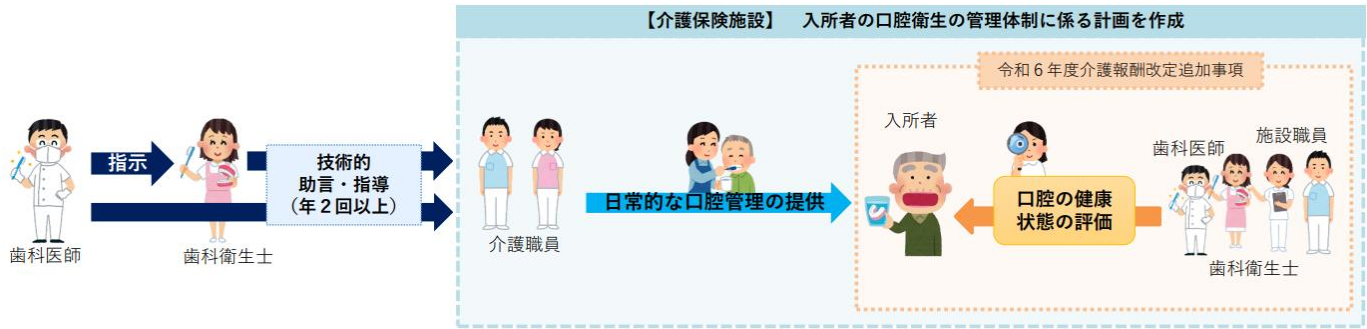 【介護保険施設】　入所者の口腔衛生の管理体制に係る計画を作成
令和６年度介護報酬改定追加事項
指示
技術的
助言・指導
（年２回以上）
歯科医師
歯科衛生士
介護職員
日常的な口腔管理の提供
入所者
口腔の健康
状態の評価
歯科医師
施設職員
歯科衛生士